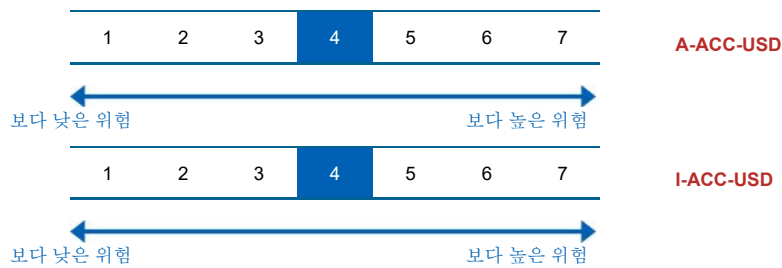 1 2 3 4 5 6 7 A-ACC-USD
보다 낮은 위험 보다 높은 위험
1 2 3 4 5 6 7 I-ACC-USD
보다 낮은 위험 보다 높은 위험